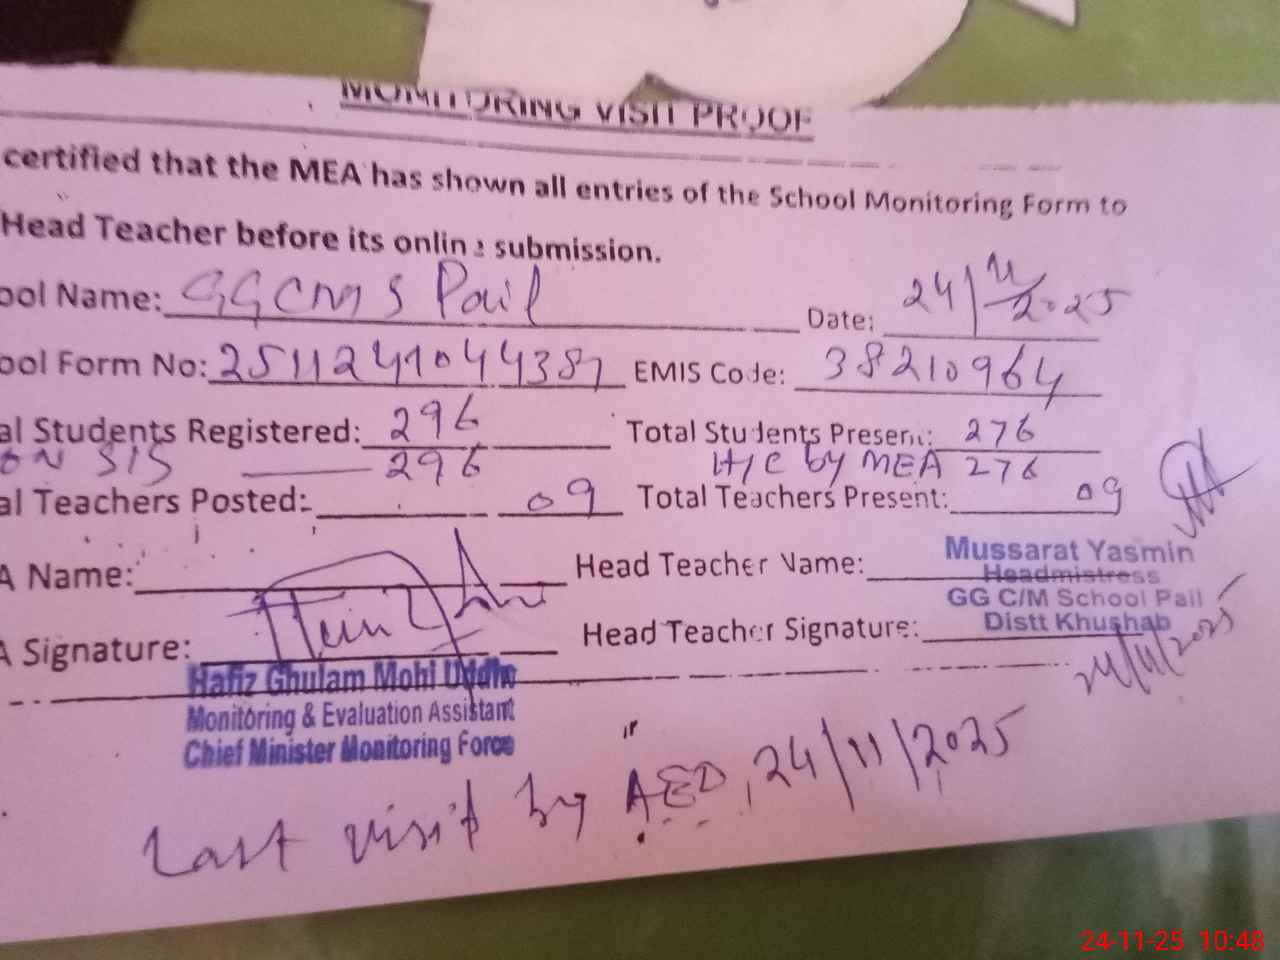 MONITORING VISIT PROOF
certified that the MEA has shown all entries of the School Monitoring Form to
Head Teacher before its online submission.
ool Name: GGCMS Pail Date: 24/11/2025
ool Form No: 2511241044387 EMIS Code: 38210964
al Students Registered: 296 Total Students Present: 276
ON SIS 296 H/C by MEA 276
al Teachers Posted: 09 Total Teachers Present: 09
A Name: Head Teacher Name: Mussarat Yasmin
Headmistress
GG C/M School Pail
A Signature: Head Teacher Signature: Distt Khushab
24/11/2025
Hafiz Ghulam Mohi Uddin
Monitoring & Evaluation Assistant
Chief Minister Monitoring Force
Last visit by AEO, 24/11/2025
24-11-25 10:48